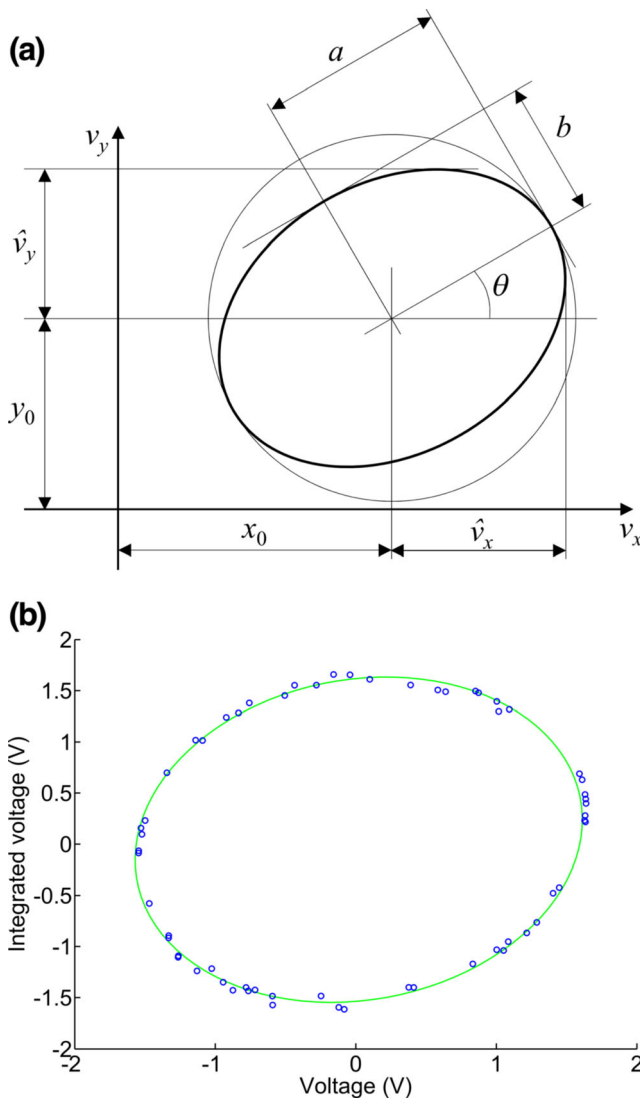 (a)
a
b
v_y
v̂_y
θ
y_0
x_0
v̂_x
v_x
(b)
2
1.5
1
0.5
0
-0.5
-1
-1.5
-2
Integrated voltage (V)
-2 -1 0 1 2
Voltage (V)